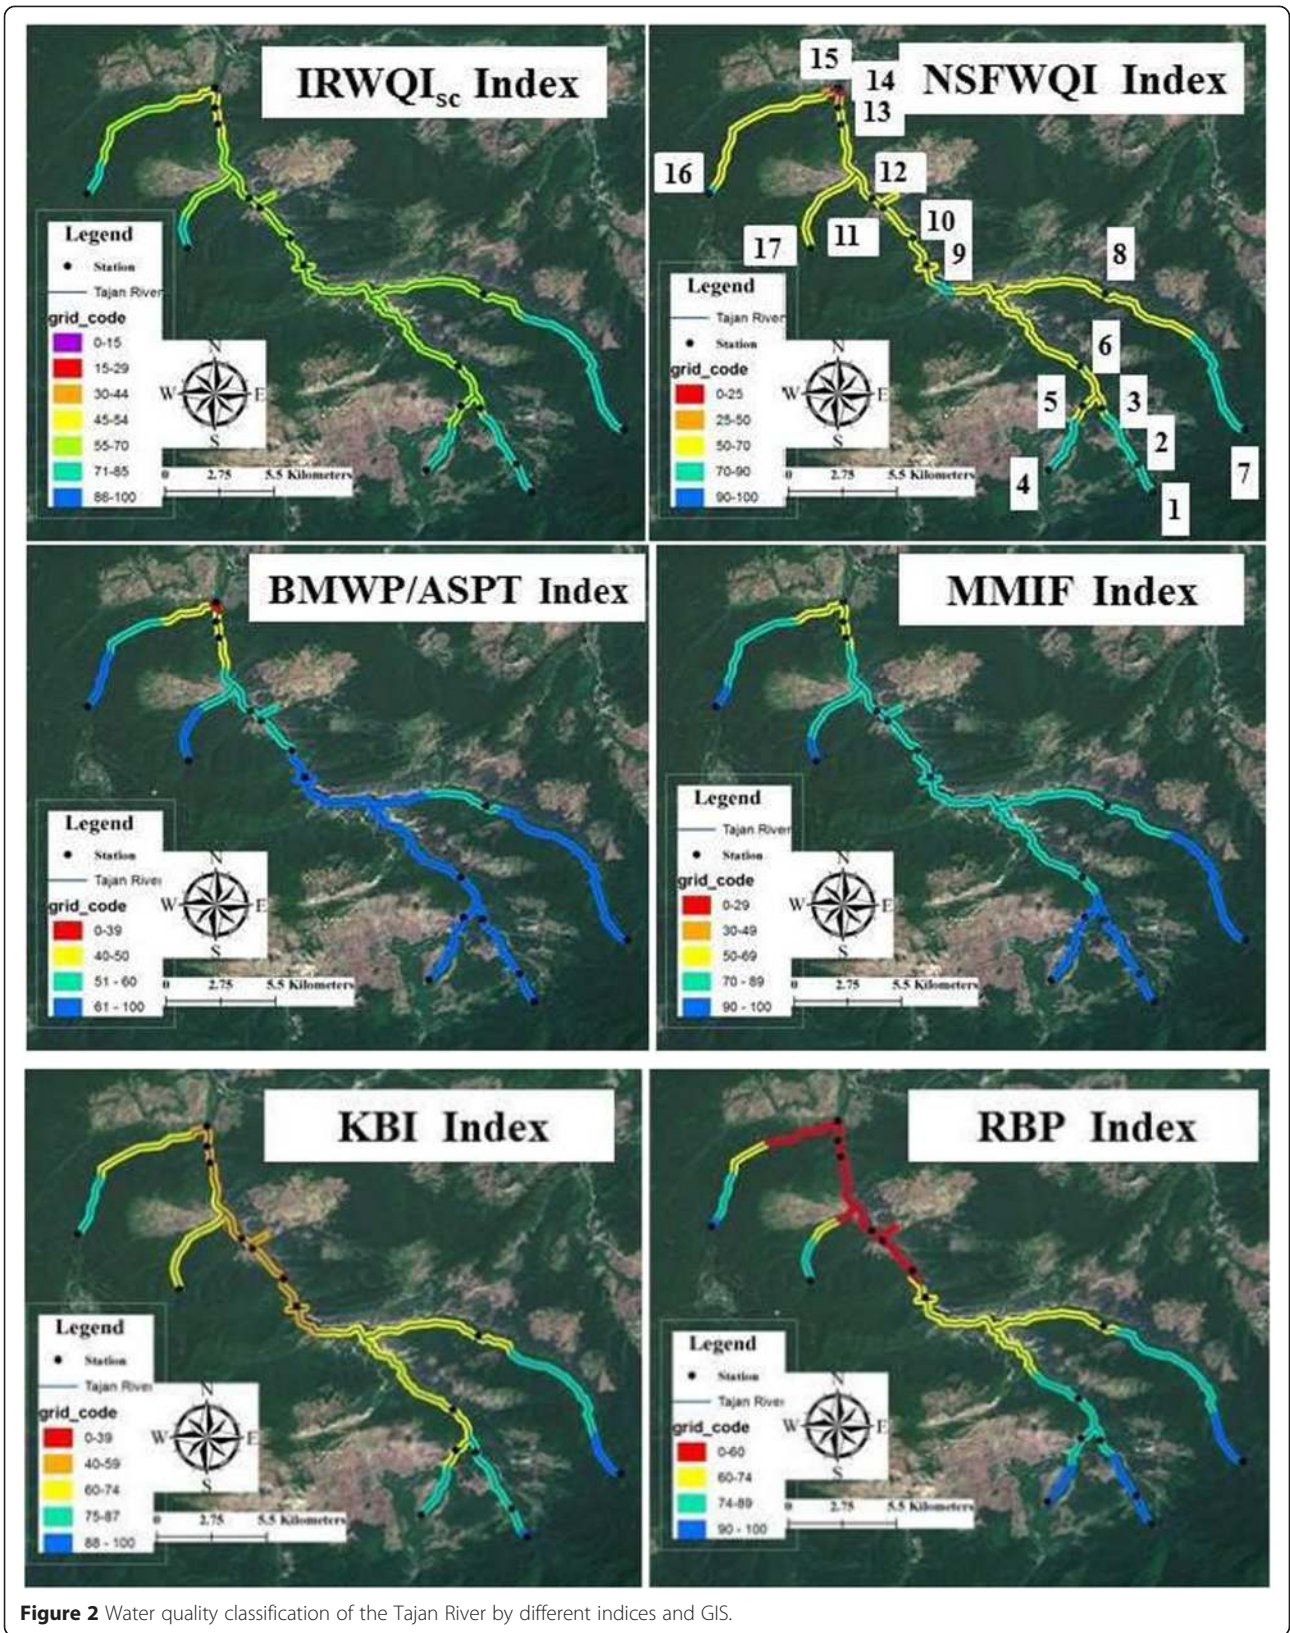 IRWQIsc Index
Legend
Station
Tajan River
grid_code
0-15
15-29
30-44
45-54
55-70
71-85
86-100
N
W E
S
0 2.75 5.5 Kilometers
NSFWQI Index
15
14
13
16
12
17
11
10
9
8
6
5
3
2
4
7
1
Legend
Tajan River
Station
grid_code
0-25
25-50
50-70
70-90
90-100
N
W E
S
0 2.75 5.5 Kilometers
BMWP/ASPT Index
Legend
Station
Tajan River
grid_code
0-39
40-50
51 - 60
61 - 100
N
W E
S
0 2.75 5.5 Kilometers
MMIF Index
Legend
Tajan River
Station
grid_code
0-29
30-49
50-69
70 - 89
90 - 100
N
W E
S
0 2.75 5.5 Kilometers
KBI Index
Legend
Station
Tajan River
grid_code
0-39
40-59
60-74
75-87
88 - 100
N
W E
S
0 2.75 5.5 Kilometers
RBP Index
Legend
Station
Tajan River
grid_code
0-60
60-74
74-89
90 - 100
N
W E
S
0 2.75 5.5 Kilometers
Figure 2 Water quality classification of the Tajan River by different indices and GIS.